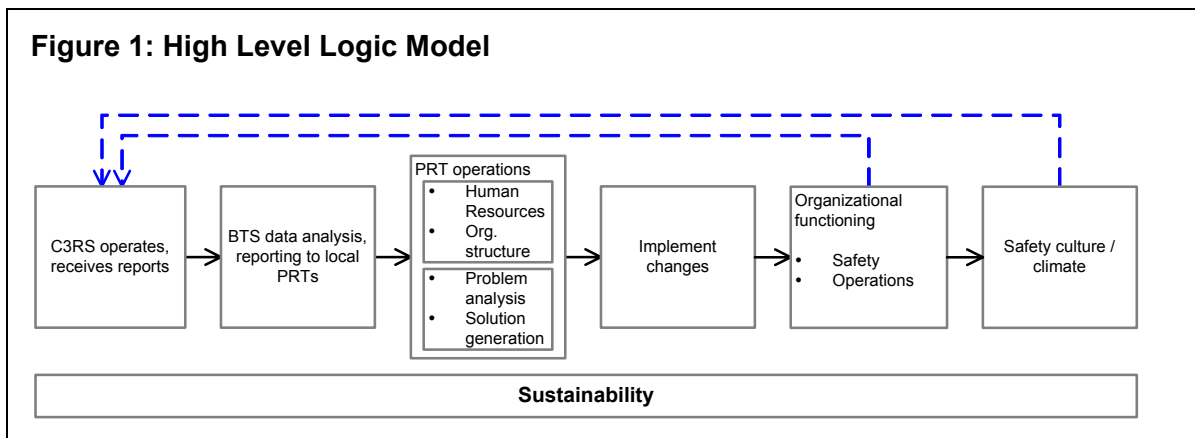 Figure 1: High Level Logic Model
C3RS operates,
receives reports
BTS data analysis,
reporting to local
PRTs
PRT operations
• Human
Resources
• Org.
structure
• Problem
analysis
• Solution
generation
Implement
changes
Organizational
functioning
• Safety
• Operations
Safety culture /
climate
Sustainability